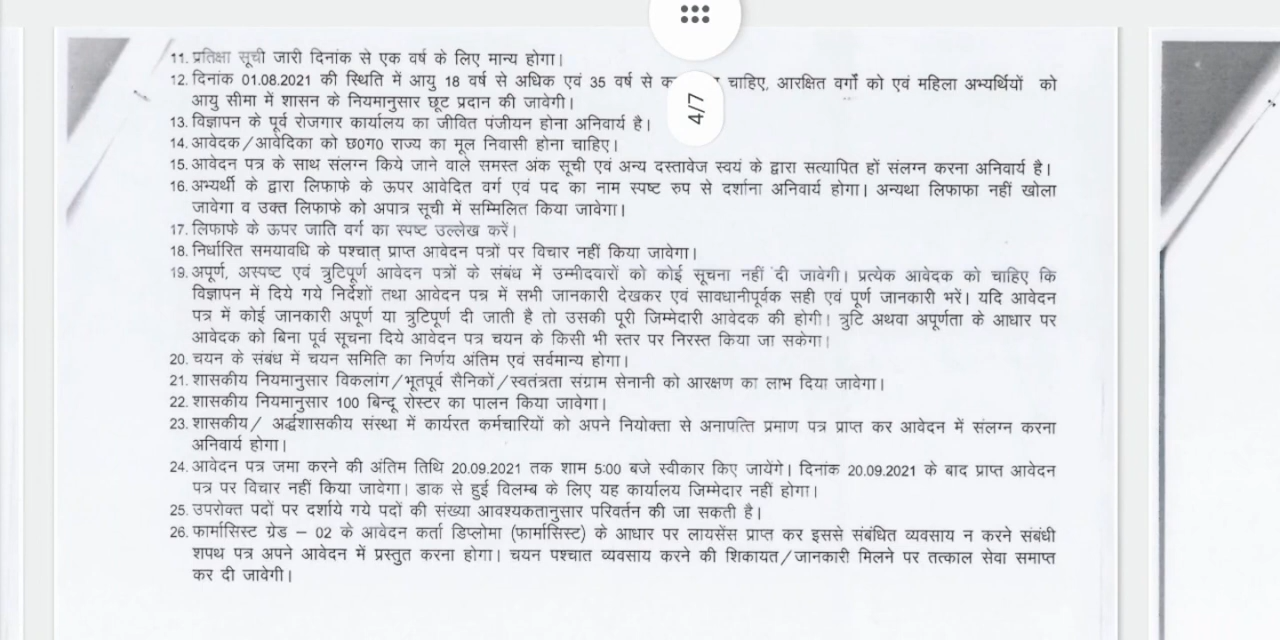 11. प्रतिक्षा सूची जारी दिनांक से एक वर्ष के लिए मान्य होगा।
12. दिनांक 01.08.2021 की स्थिति में आयु 18 वर्ष से अधिक एवं 35 वर्ष से चाहिए, आरक्षित वर्गों को एवं महिला अभ्यर्थियों को
आयु सीमा में शासन के नियमानुसार छूट प्रदान की जावेगी।
4/7
13. विज्ञापन के पूर्व रोजगार कार्यालय का जीवित पंजीयन होना अनिवार्य है।
14. आवेदक/आवेदिका को छ0ग0 राज्य का मूल निवासी होना चाहिए।
15. आवेदन पत्र के साथ संलग्न किये जाने वाले समस्त अंक सूची एवं अन्य दस्तावेज स्वयं के द्वारा सत्यापित हों संलग्न करना अनिवार्य है।
16. अभ्यर्थी के द्वारा लिफाफे के ऊपर आवेदित वर्ग एवं पद का नाम स्पष्ट रुप से दर्शाना अनिवार्य होगा। अन्यथा लिफाफा नहीं खोला
जावेगा व उक्त लिफाफे को अपात्र सूची में सम्मिलित किया जावेगा।
17. लिफाफे के ऊपर जाति वर्ग का स्पष्ट उल्लेख करें।
18. निर्धारित समयावधि के पश्चात् प्राप्त आवेदन पत्रों पर विचार नहीं किया जावेगा।
19. अपूर्ण, अस्पष्ट एवं त्रुटिपूर्ण आवेदन पत्रों के संबंध में उम्मीदवारों को कोई सूचना नहीं दी जावेगी। प्रत्येक आवेदक को चाहिए कि
विज्ञापन में दिये गये निर्देशों तथा आवेदन पत्र में सभी जानकारी देखकर एवं सावधानीपूर्वक सही एवं पूर्ण जानकारी भरें। यदि आवेदन
पत्र में कोई जानकारी अपूर्ण या त्रुटिपूर्ण दी जाती है तो उसकी पूरी जिम्मेदारी आवेदक की होगी। त्रुटि अथवा अपूर्णता के आधार पर
आवेदक को बिना पूर्व सूचना दिये आवेदन पत्र चयन के किसी भी स्तर पर निरस्त किया जा सकेगा।
20. चयन के संबंध में चयन समिति का निर्णय अंतिम एवं सर्वमान्य होगा।
21. शासकीय नियमानुसार विकलांग/भूतपूर्व सैनिकों/स्वतंत्रता संग्राम सेनानी को आरक्षण का लाभ दिया जावेगा।
22. शासकीय नियमानुसार 100 बिन्दू रोस्टर का पालन किया जावेगा।
23. शासकीय/ अर्द्धशासकीय संस्था में कार्यरत कर्मचारियों को अपने नियोक्ता से अनापत्ति प्रमाण पत्र प्राप्त कर आवेदन में संलग्न करना
अनिवार्य होगा।
24. आवेदन पत्र जमा करने की अंतिम तिथि 20.09.2021 तक शाम 5:00 बजे स्वीकार किए जायेंगे। दिनांक 20.09.2021 के बाद प्राप्त आवेदन
पत्र पर विचार नहीं किया जावेगा। डाक से हुई विलम्ब के लिए यह कार्यालय जिम्मेदार नहीं होगा।
25. उपरोक्त पदों पर दर्शाये गये पदों की संख्या आवश्यकतानुसार परिवर्तन की जा सकती है।
26. फार्मासिस्ट ग्रेड – 02 के आवेदन कर्ता डिप्लोमा (फार्मासिस्ट) के आधार पर लायसेंस प्राप्त कर इससे संबंधित व्यवसाय न करने संबंधी
शपथ पत्र अपने आवेदन में प्रस्तुत करना होगा। चयन पश्चात व्यवसाय करने की शिकायत/जानकारी मिलने पर तत्काल सेवा समाप्त
कर दी जावेगी।